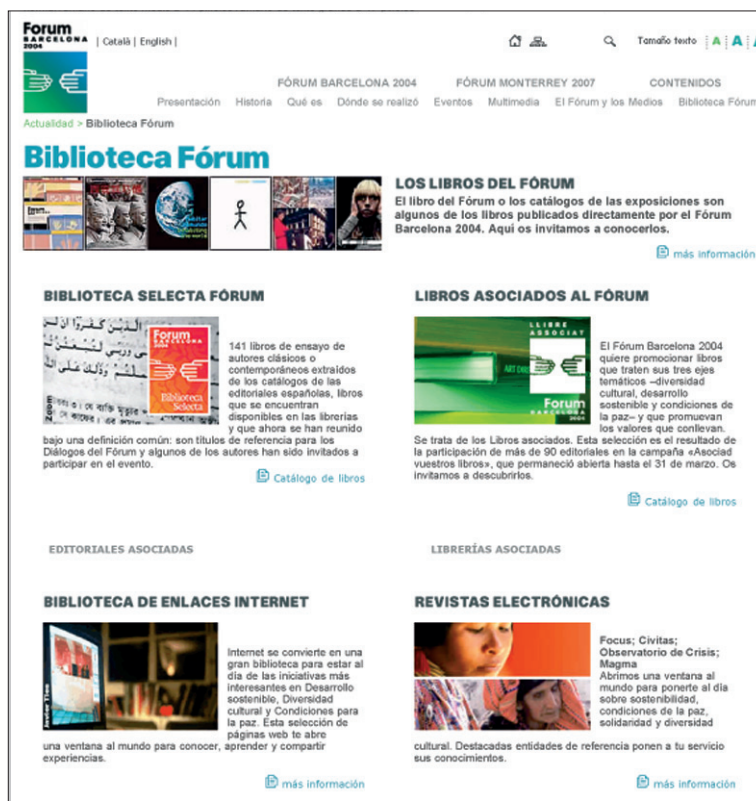 Forum
BARCELONA
2004
| Català | English |
Tamaño texto A A
FÓRUM BARCELONA 2004 FÓRUM MONTERREY 2007 CONTENIDOS
Presentación Historia Qué es Dónde se realizó Eventos Multimedia El Fórum y los Medios Biblioteca Fórum
Actualidad > Biblioteca Fórum
Biblioteca Fórum
LOS LIBROS DEL FÓRUM
El libro del Fórum o los catálogos de las exposiciones son
algunos de los libros publicados directamente por el Fórum
Barcelona 2004. Aquí os invitamos a conocerlos.
más información
BIBLIOTECA SELECTA FÓRUM
Zoom
Forum
BARCELONA
2004
Biblioteca
Selecta
141 libros de ensayo de
autores clásicos o
contemporáneos extraídos
de los catálogos de las
editoriales españolas, libros
que se encuentran
disponibles en las librerías
y que ahora se han reunido
bajo una definición común: son títulos de referencia para los
Diálogos del Fórum y algunos de los autores han sido invitados a
participar en el evento.
Catálogo de libros
LIBROS ASOCIADOS AL FÓRUM
LLIBRE
ASSOCIAT
Forum
BARCELONA
2004
El Fórum Barcelona 2004
quiere promocionar libros
que traten sus tres ejes
temáticos –diversidad
cultural, desarrollo
sostenible y condiciones de
la paz– y que promuevan
los valores que conllevan.
Se trata de los Libros asociados. Esta selección es el resultado de
la participación de más de 90 editoriales en la campaña «Asociad
vuestros libros», que permaneció abierta hasta el 31 de marzo. Os
invitamos a descubrirlos.
Catálogo de libros
EDITORIALES ASOCIADAS
LIBRERÍAS ASOCIADAS
BIBLIOTECA DE ENLACES INTERNET
Internet se convierte en una
gran biblioteca para estar al
día de las iniciativas más
interesantes en Desarrollo
sostenible, Diversidad
cultural y Condiciones para
la paz. Esta selección de
páginas web te abre
una ventana al mundo para conocer, aprender y compartir
experiencias.
más información
REVISTAS ELECTRÓNICAS
Focus; Civitas;
Observatorio de Crisis;
Magma
Abrimos una ventana al
mundo para ponerte al día
sobre sostenibilidad,
condiciones de la paz,
solidaridad y diversidad
cultural. Destacadas entidades de referencia ponen a tu servicio
sus conocimientos.
más información